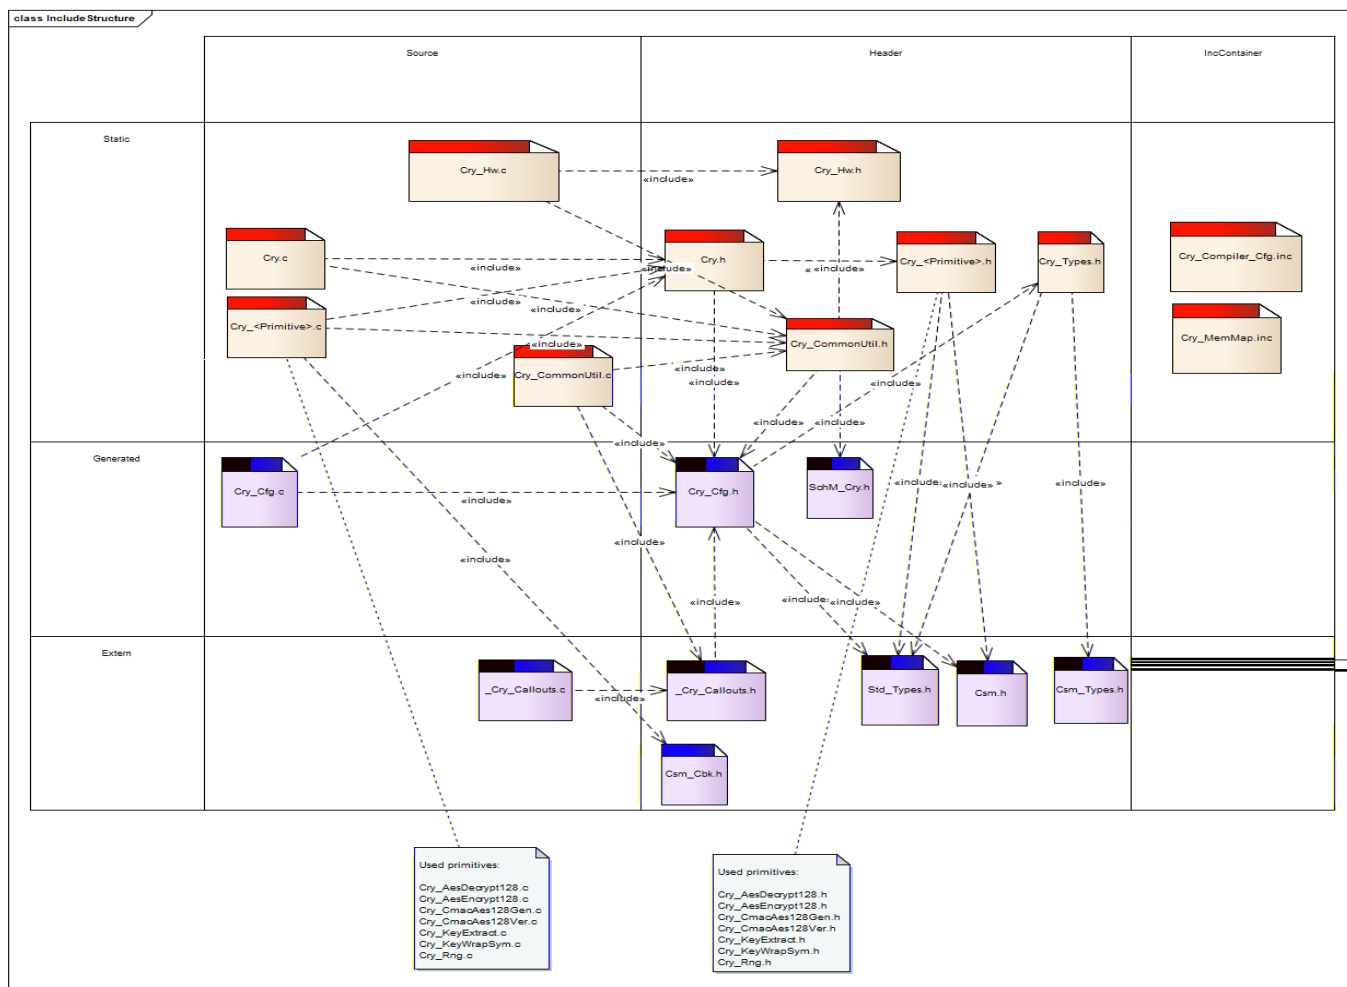 class IncludeStructure
Source
Header
IncContainer
Static
Cry_Hw.c
«include»
Cry_Hw.h
Cry.c
«include»
«include»
Cry.h
«include»
Cry_<Primitive>.h
Cry_Types.h
Cry_Compiler_Cfg.inc
«include»
«include»
Cry_<Primitive>.c
«include»
Cry_CommonUtil.h
Cry_MemMap.inc
«include»
Cry_CommonUtil.c
«include»
«include»
«include»
«include»
Generated
Cry_Cfg.c
«include»
Cry_Cfg.h
SchM_Cry.h
«include»
«include»
«include»
«include»
«include»
«include»
«include»
«include»
Extern
_Cry_Callouts.c
«include»
_Cry_Callouts.h
Std_Types.h
Csm.h
Csm_Types.h
Csm_Cbk.h
Used primitives:
Cry_AesDecrypt128.c
Cry_AesEncrypt128.c
Cry_CmacAes128Gen.c
Cry_CmacAes128Ver.c
Cry_KeyExtract.c
Cry_KeyWrapSym.c
Cry_Rng.c
Used primitives:
Cry_AesDecrypt128.h
Cry_AesEncrypt128.h
Cry_CmacAes128Gen.h
Cry_CmacAes128Ver.h
Cry_KeyExtract.h
Cry_KeyWrapSym.h
Cry_Rng.h